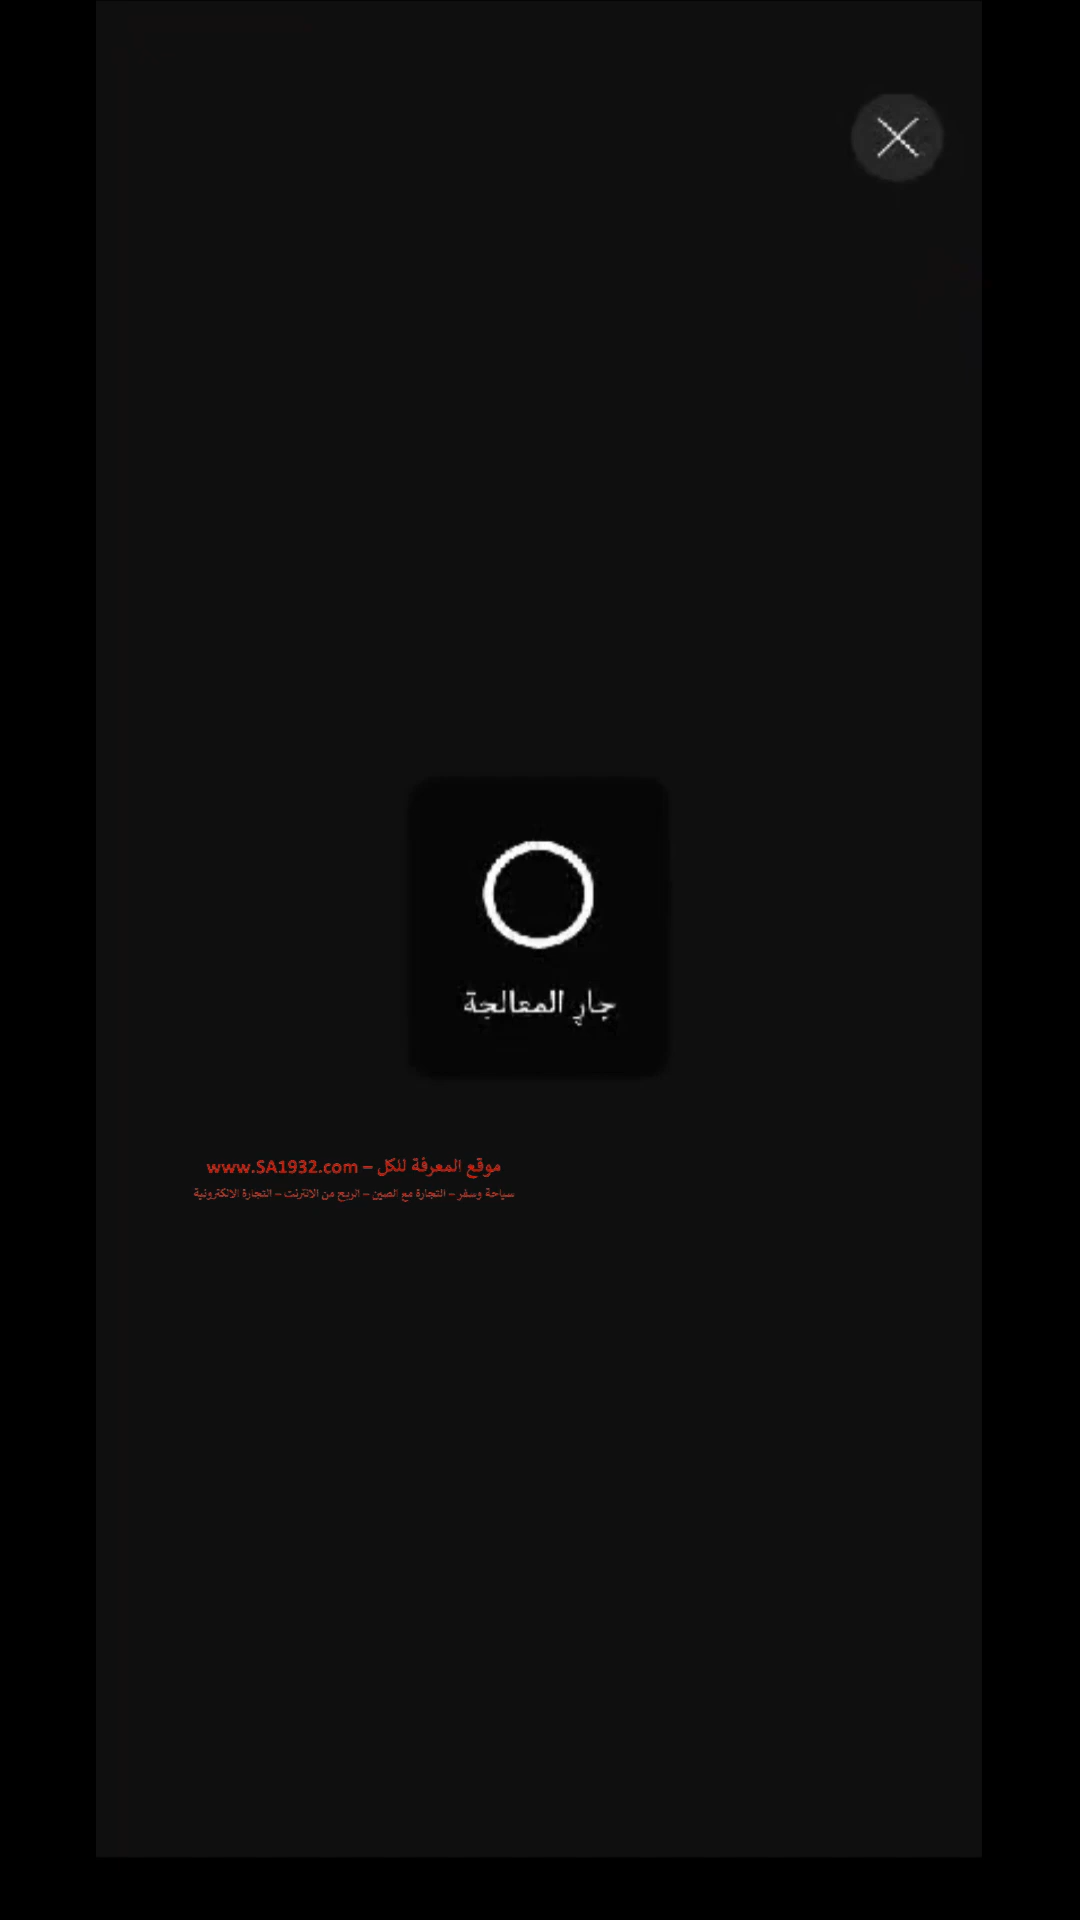 جارٍ المعالجة
موقع المعرفة للكل – www.SA1932.com
سياحة وسفر – التجارة مع الصين – الربح من الانترنت – التجارة الالكترونية